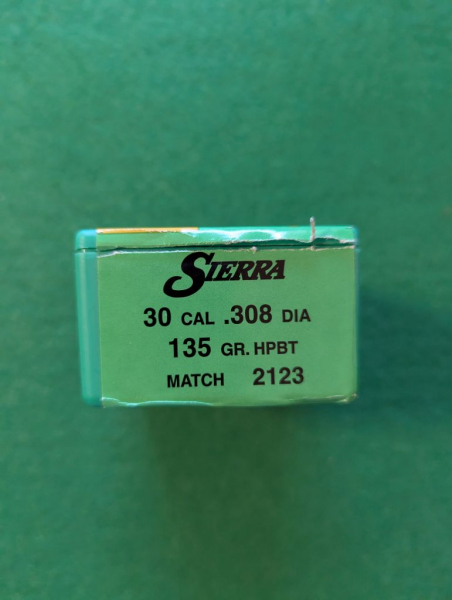 SIERRA
30 CAL .308 DIA
135 GR. HPBT
MATCH 2123